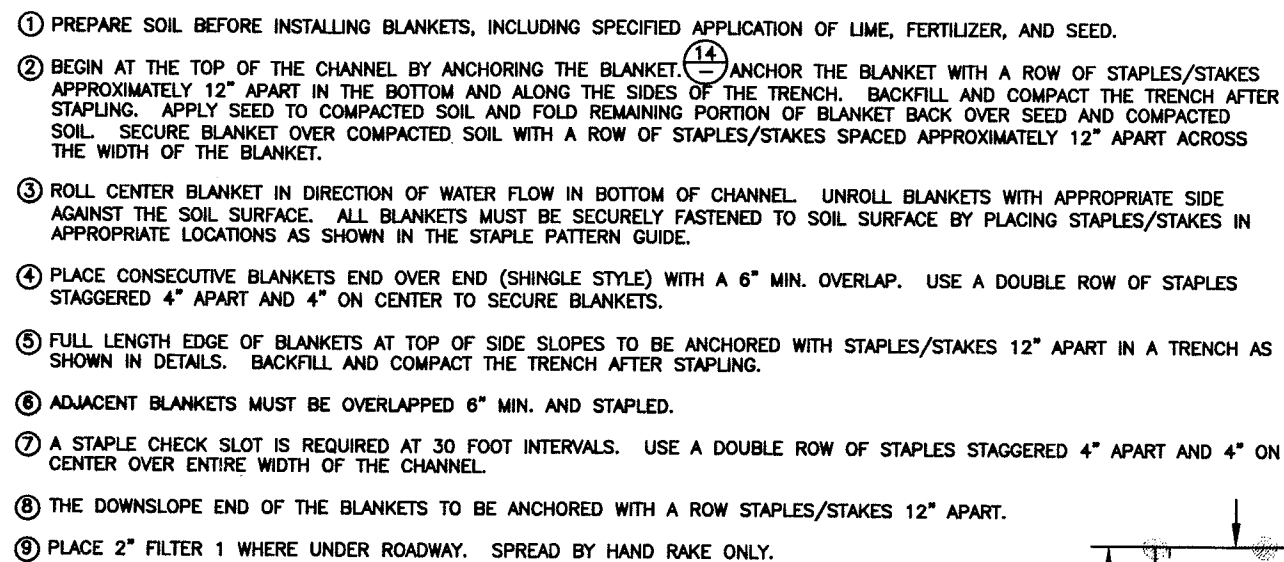 ① PREPARE SOIL BEFORE INSTALLING BLANKETS, INCLUDING SPECIFIED APPLICATION OF LIME, FERTILIZER, AND SEED.
② BEGIN AT THE TOP OF THE CHANNEL BY ANCHORING THE BLANKET. 14 – ANCHOR THE BLANKET WITH A ROW OF STAPLES/STAKES
APPROXIMATELY 12" APART IN THE BOTTOM AND ALONG THE SIDES OF THE TRENCH. BACKFILL AND COMPACT THE TRENCH AFTER
STAPLING. APPLY SEED TO COMPACTED SOIL AND FOLD REMAINING PORTION OF BLANKET BACK OVER SEED AND COMPACTED
SOIL. SECURE BLANKET OVER COMPACTED SOIL WITH A ROW OF STAPLES/STAKES SPACED APPROXIMATELY 12" APART ACROSS
THE WIDTH OF THE BLANKET.
③ ROLL CENTER BLANKET IN DIRECTION OF WATER FLOW IN BOTTOM OF CHANNEL. UNROLL BLANKETS WITH APPROPRIATE SIDE
AGAINST THE SOIL SURFACE. ALL BLANKETS MUST BE SECURELY FASTENED TO SOIL SURFACE BY PLACING STAPLES/STAKES IN
APPROPRIATE LOCATIONS AS SHOWN IN THE STAPLE PATTERN GUIDE.
④ PLACE CONSECUTIVE BLANKETS END OVER END (SHINGLE STYLE) WITH A 6" MIN. OVERLAP. USE A DOUBLE ROW OF STAPLES
STAGGERED 4" APART AND 4" ON CENTER TO SECURE BLANKETS.
⑤ FULL LENGTH EDGE OF BLANKETS AT TOP OF SIDE SLOPES TO BE ANCHORED WITH STAPLES/STAKES 12" APART IN A TRENCH AS
SHOWN IN DETAILS. BACKFILL AND COMPACT THE TRENCH AFTER STAPLING.
⑥ ADJACENT BLANKETS MUST BE OVERLAPPED 6" MIN. AND STAPLED.
⑦ A STAPLE CHECK SLOT IS REQUIRED AT 30 FOOT INTERVALS. USE A DOUBLE ROW OF STAPLES STAGGERED 4" APART AND 4" ON
CENTER OVER ENTIRE WIDTH OF THE CHANNEL.
⑧ THE DOWNSLOPE END OF THE BLANKETS TO BE ANCHORED WITH A ROW STAPLES/STAKES 12" APART.
⑨ PLACE 2" FILTER 1 WHERE UNDER ROADWAY. SPREAD BY HAND RAKE ONLY.